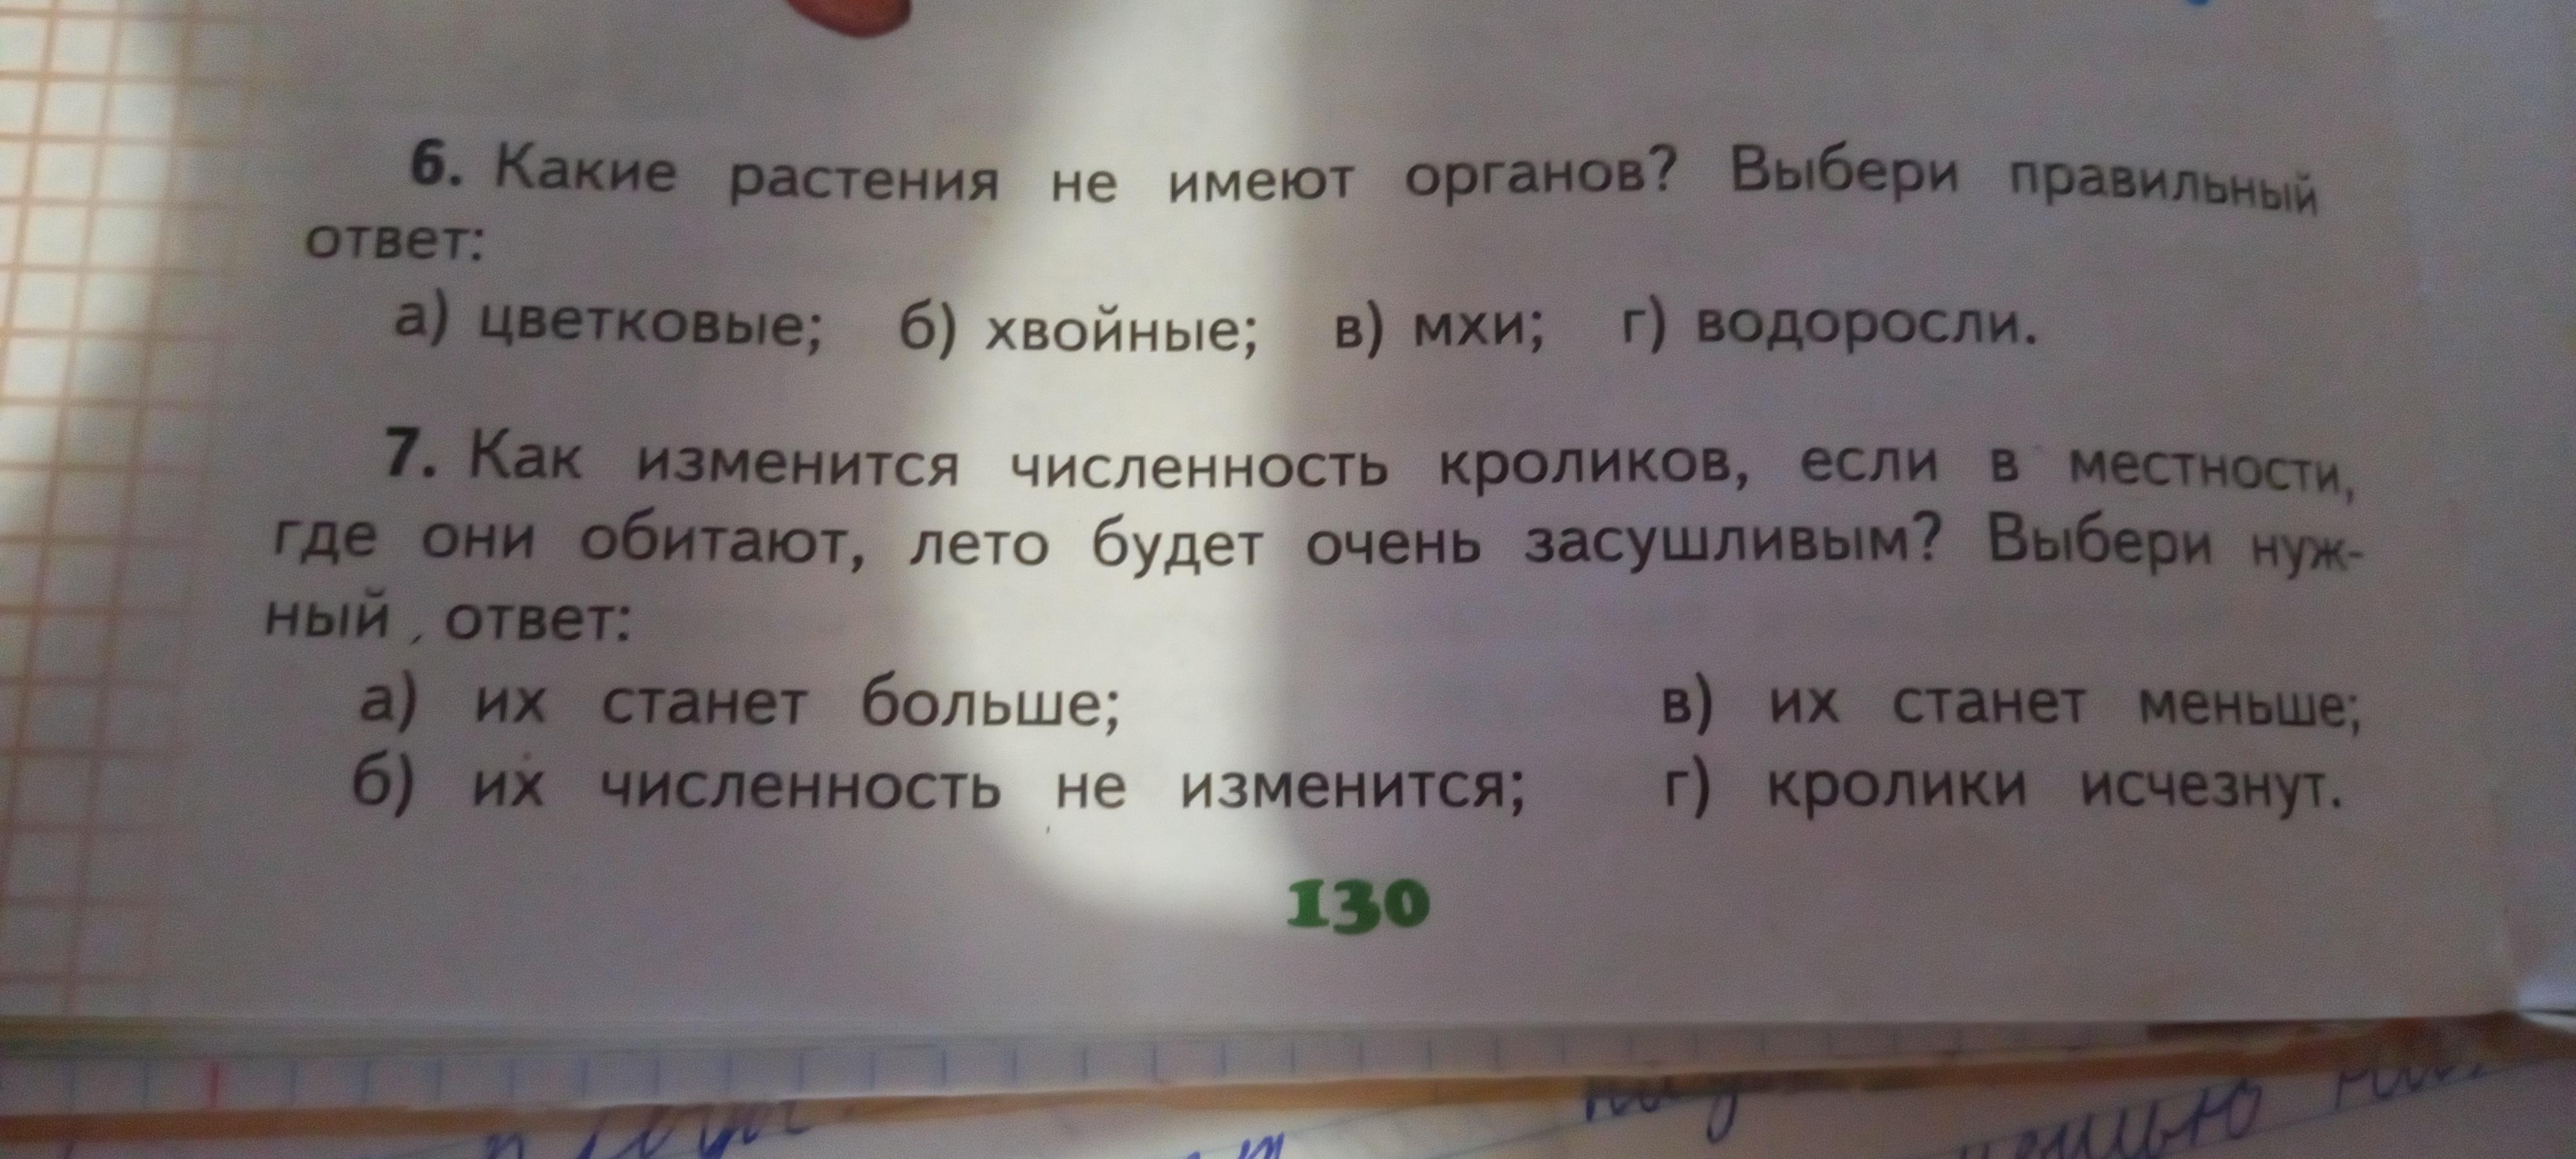 6. Какие растения не имеют органов? Выбери правильный
ответ:
а) цветковые; б) хвойные; в) мхи; г) водоросли.
7. Как изменится численность кроликов, если в местности,
где они обитают, лето будет очень засушливым? Выбери нуж-
ный ответ:
а) их станет больше; в) их станет меньше;
б) их численность не изменится; г) кролики исчезнут.
130